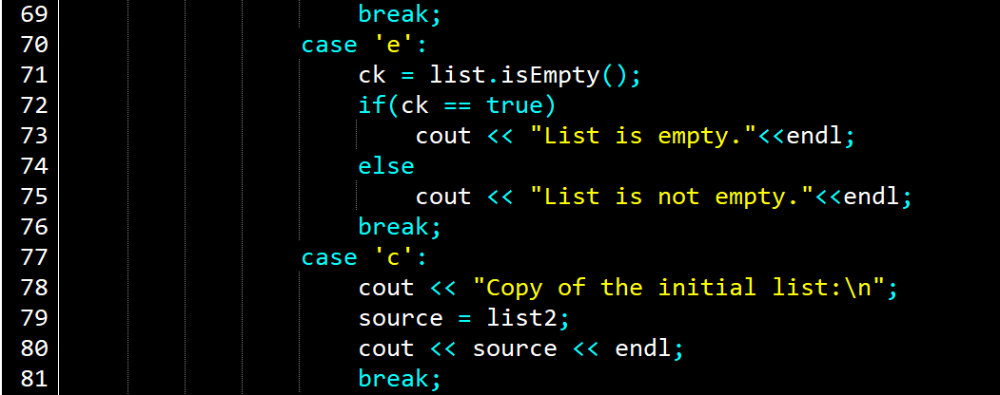 69 break;
70 case 'e':
71 ck = list.isEmpty();
72 if(ck == true)
73 cout << "List is empty."<<endl;
74 else
75 cout << "List is not empty."<<endl;
76 break;
77 case 'c':
78 cout << "Copy of the initial list:\n";
79 source = list2;
80 cout << source << endl;
81 break;